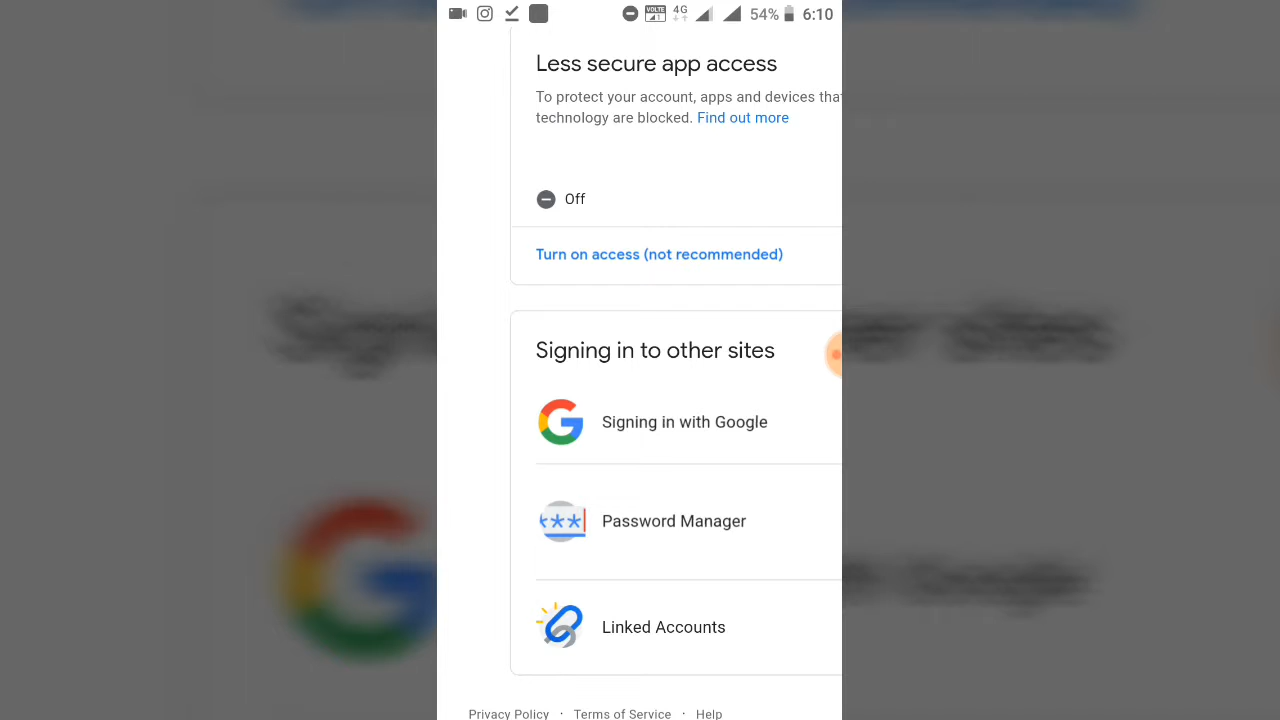 VOLTE 4G 54% 6:10
Less secure app access
To protect your account, apps and devices that
technology are blocked. Find out more
Off
Turn on access (not recommended)
Signing in to other sites
Signing in with Google
***
Password Manager
Linked Accounts
Privacy Policy · Terms of Service · Help